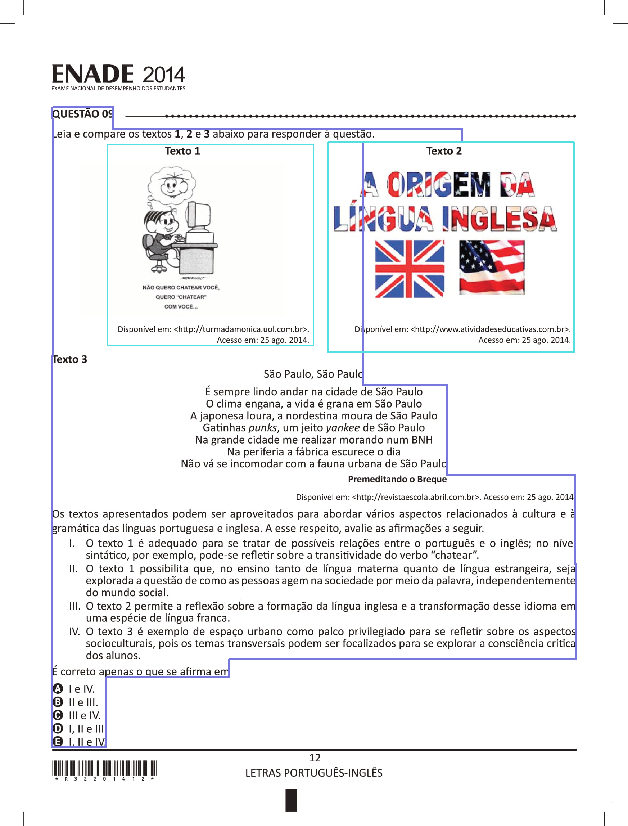 ENADE 2014
EXAME NACIONAL DE DESEMPENHO DOS ESTUDANTES
QUESTÃO 09
Leia e compare os textos 1, 2 e 3 abaixo para responder à questão.
Texto 1
NÃO QUERO CHATEAR VOCÊ,
QUERO "CHATEAR"
COM VOCÊ...
Disponível em: <http://turmadamonica.uol.com.br>.
Acesso em: 25 ago. 2014.
Texto 2
A ORIGEM DA
LÍNGUA INGLESA
Disponível em: <http://www.atividadeseducativas.com.br>.
Acesso em: 25 ago. 2014.
Texto 3
São Paulo, São Paulo
É sempre lindo andar na cidade de São Paulo
O clima engana, a vida é grana em São Paulo
A japonesa loura, a nordestina moura de São Paulo
Gatinhas punks, um jeito yankee de São Paulo
Na grande cidade me realizar morando num BNH
Na periferia a fábrica escurece o dia
Não vá se incomodar com a fauna urbana de São Paulo
Premeditando o Breque
Disponível em: <http://revistaescola.abril.com.br>. Acesso em: 25 ago. 2014
Os textos apresentados podem ser aproveitados para abordar vários aspectos relacionados à cultura e à
gramática das línguas portuguesa e inglesa. A esse respeito, avalie as afirmações a seguir.
I. O texto 1 é adequado para se tratar de possíveis relações entre o português e o inglês; no nível
sintático, por exemplo, pode-se refletir sobre a transitividade do verbo "chatear".
II. O texto 1 possibilita que, no ensino tanto de língua materna quanto de língua estrangeira, seja
explorada a questão de como as pessoas agem na sociedade por meio da palavra, independentemente
do mundo social.
III. O texto 2 permite a reflexão sobre a formação da língua inglesa e a transformação desse idioma em
uma espécie de língua franca.
IV. O texto 3 é exemplo de espaço urbano como palco privilegiado para se refletir sobre os aspectos
socioculturais, pois os temas transversais podem ser focalizados para se explorar a consciência crítica
dos alunos.
É correto apenas o que se afirma em
A I e IV.
B II e III.
C III e IV.
D I, II e III
E I, II e IV
*R3220141 2*
12
LETRAS PORTUGUÊS-INGLÊS